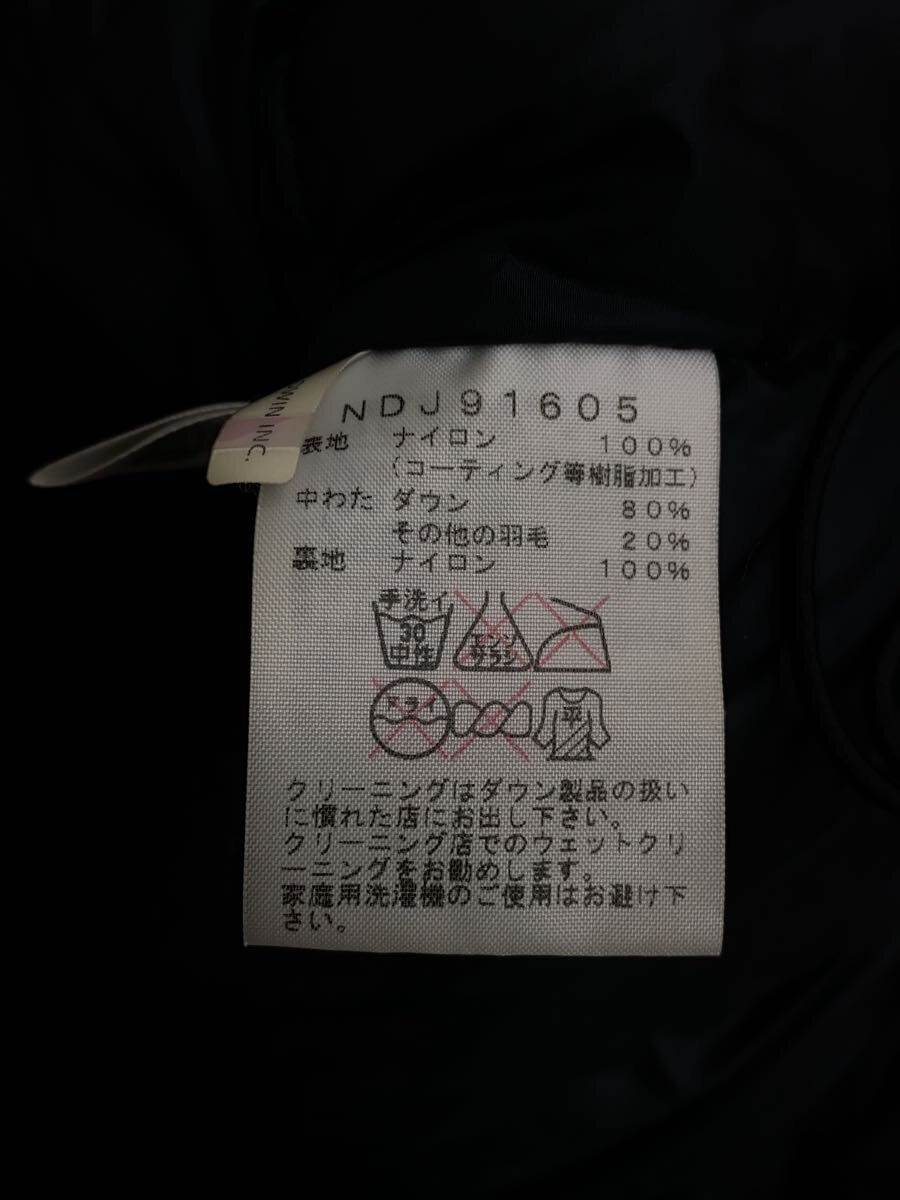 WIN INC.
NDJ91605
表地 ナイロン 100%
(コーティング等樹脂加工)
中わた ダウン 80%
その他の羽毛 20%
裏地 ナイロン 100%
手洗イ
30
中性
エンソ
サラシ
ドライ
平
クリーニングはダウン製品の扱い
に慣れた店にお出し下さい。
クリーニング店でのウェットクリ
ーニングをお勧めします。
家庭用洗濯機のご使用はお避け下
さい。